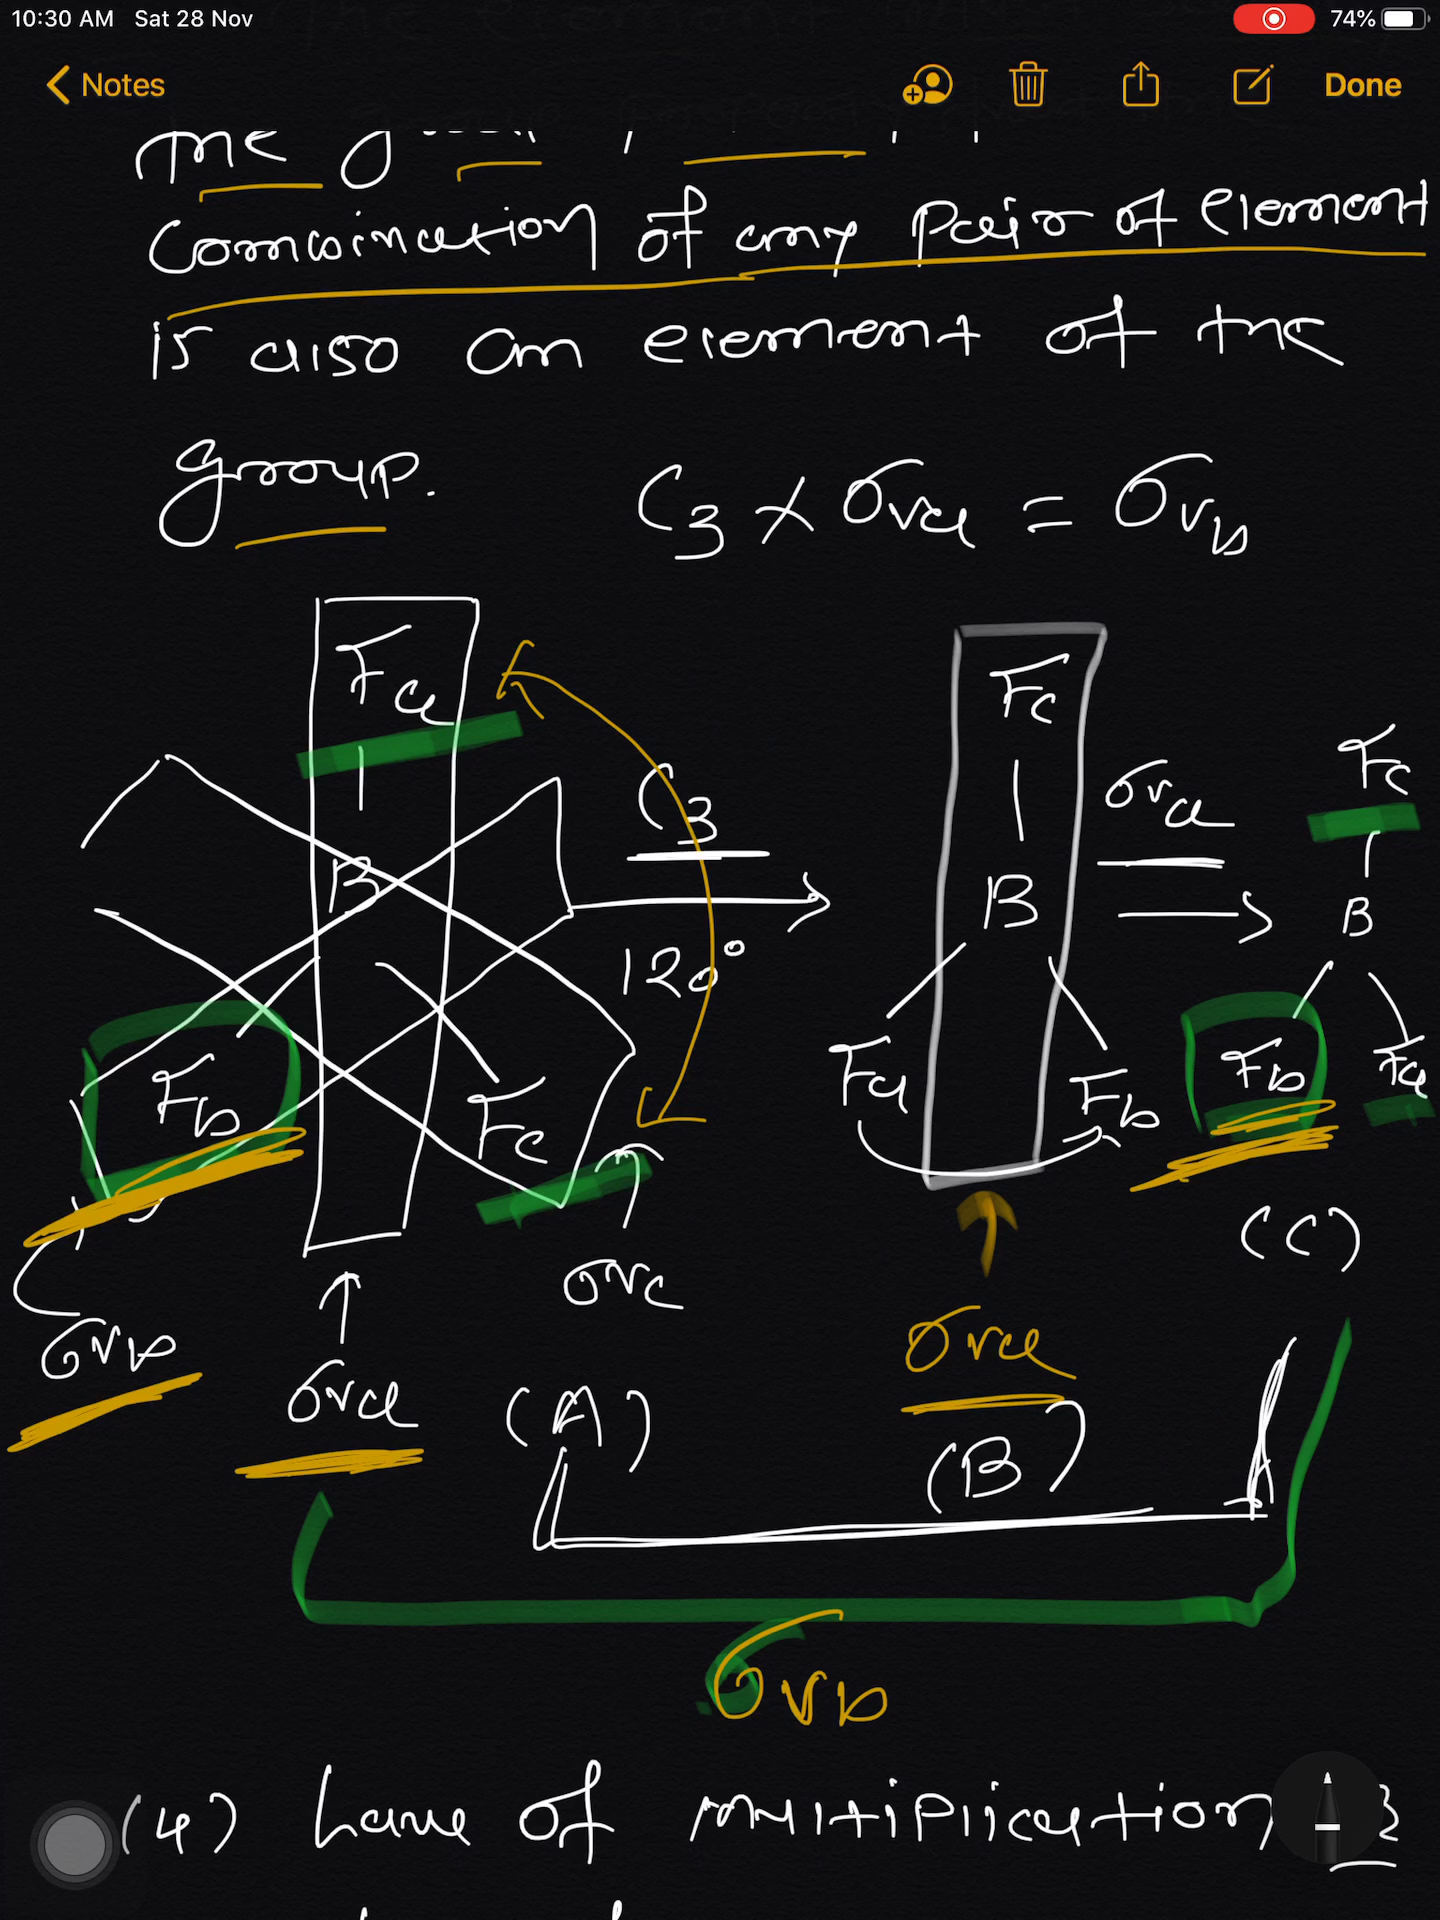 10:30 AM Sat 28 Nov 74%
Notes Done
The
Combination of any pair of element
is also an element of the
group. C3 × σva = σvb
Fa Fc
C3 σva Fc
B B B
120°
Fb Fc Fa Fb Fb Fa
(C)
σvc
σvb σva σva
(A) (B)
σvb
(4) Law of multiplication